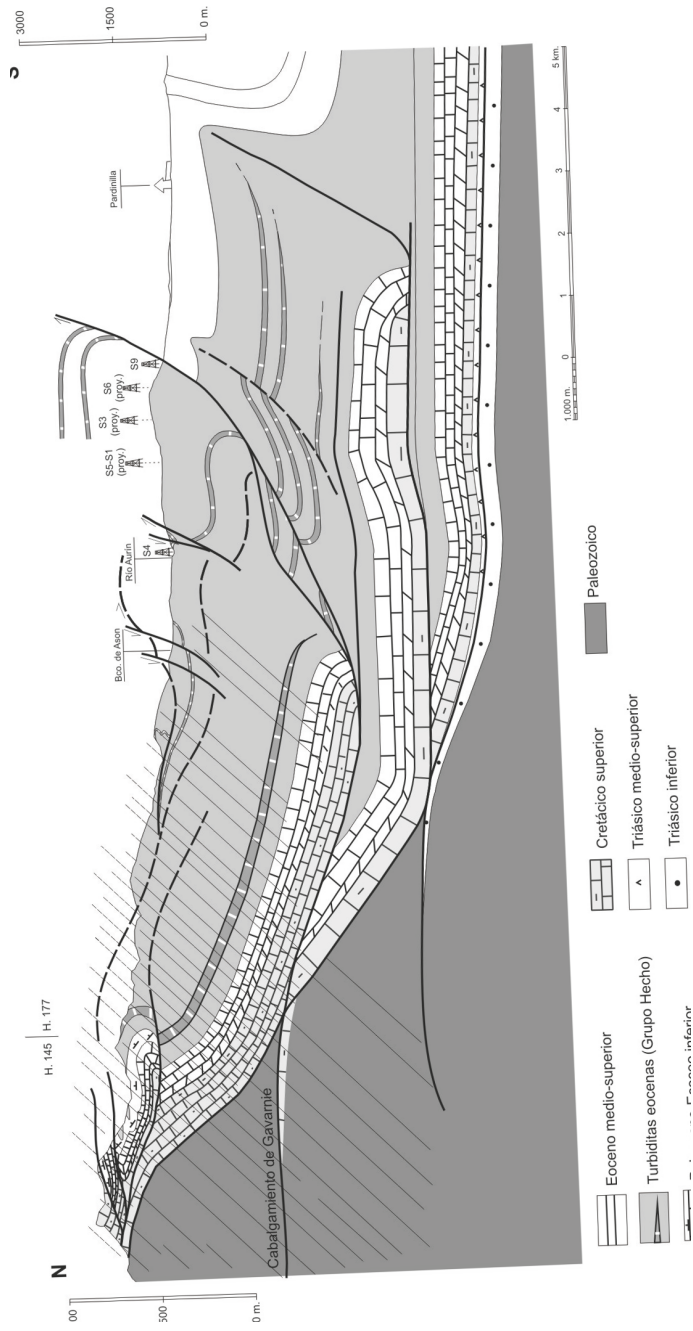 N
S
3000
1500
0 m.
H. 145
H. 177
Bco. de Ason
Rio Aurín
S4
S5-S1
(proy.)
S3
(proy.)
S6
(proy.)
S9
Pardinilla
Cabalgamiento de Gavarnie
0 m.
1.000 m.
0
1
2
3
4
5 km.
Eoceno medio-superior
Turbiditas eocenas (Grupo Hecho)
Cretácico superior
Triásico medio-superior
Triásico inferior
Paleozoico